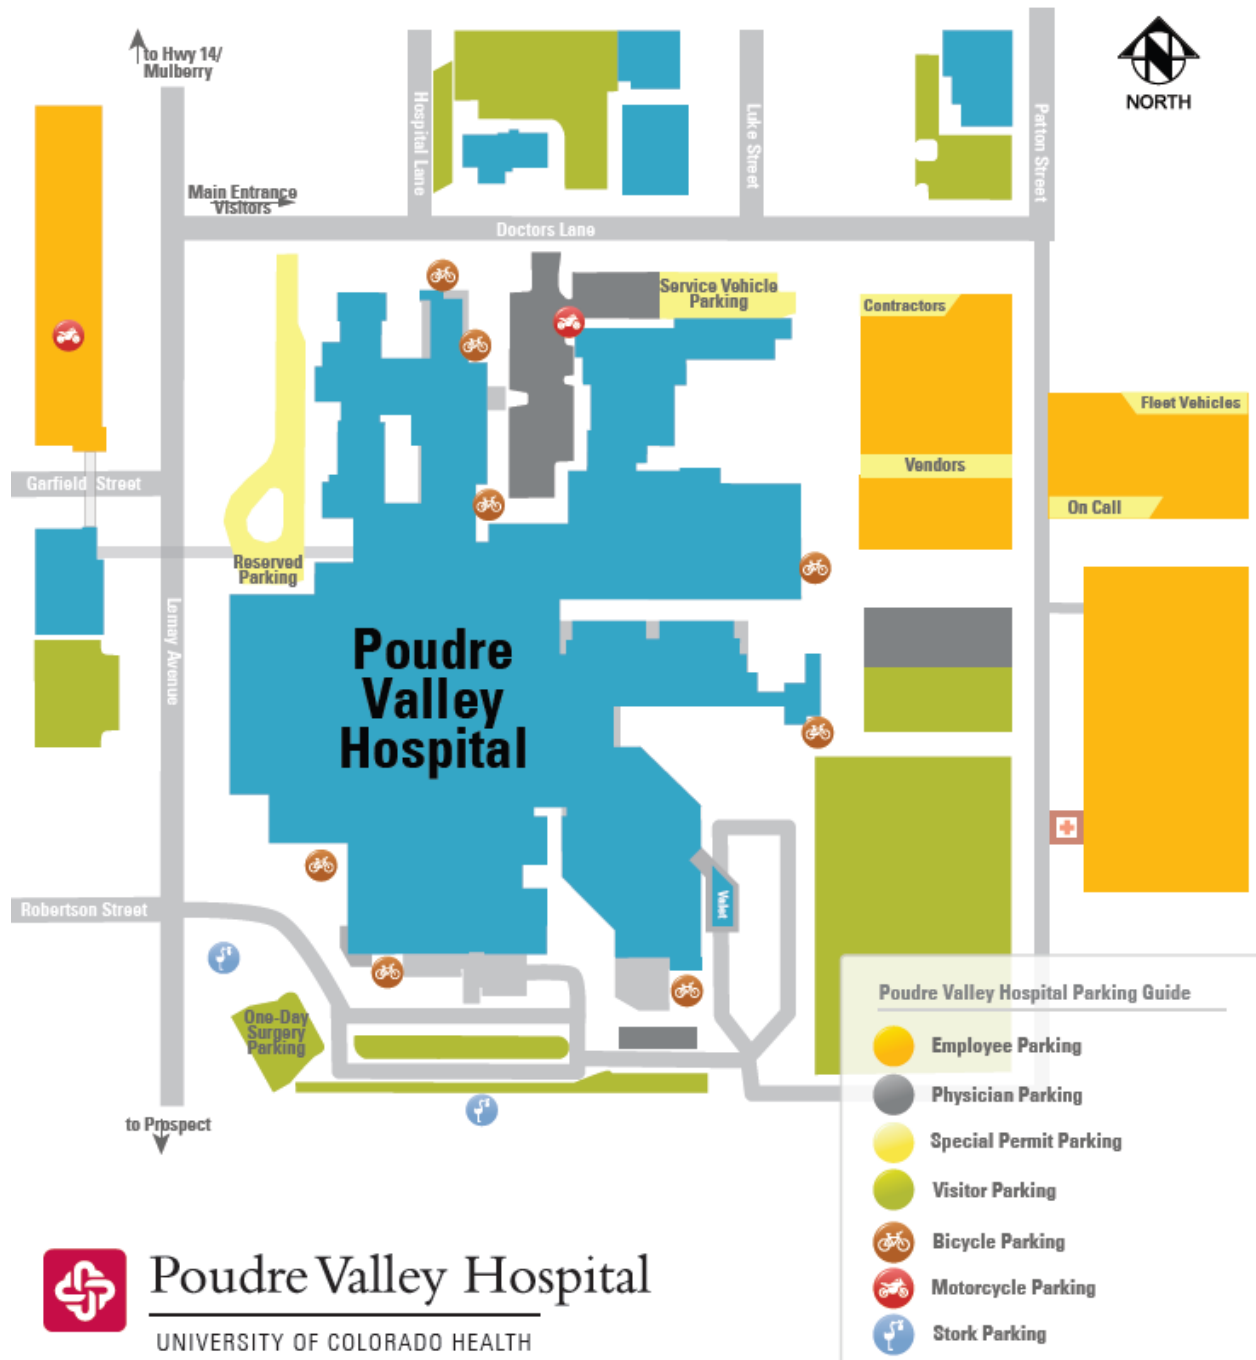 to Hwy 14/
Mulberry
NORTH
Hospital Lane
Luke Street
Patton Street
Main Entrance
Visitors
Doctors Lane
Service Vehicle
Parking
Contractors
Fleet Vehicles
Vendors
Garfield Street
On Call
Reserved
Parking
Lemay Avenue
Poudre
Valley
Hospital
Valet
Robertson Street
One-Day
Surgery
Parking
to Prospect
Poudre Valley Hospital Parking Guide
Employee Parking
Physician Parking
Special Permit Parking
Visitor Parking
Bicycle Parking
Motorcycle Parking
Stork Parking
Poudre Valley Hospital
UNIVERSITY OF COLORADO HEALTH